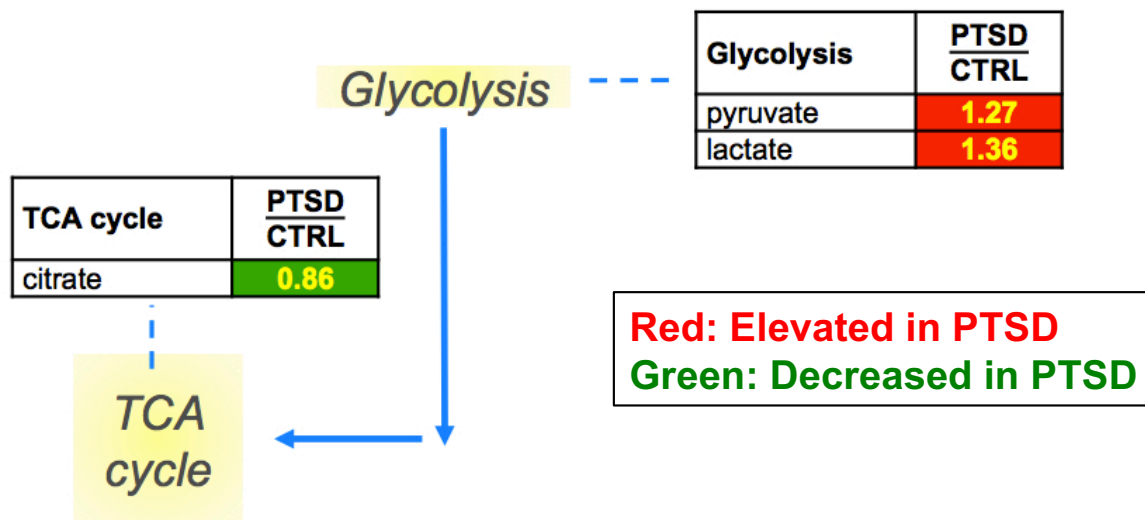 Glycolysis
Glycolysis PTSD
CTRL
pyruvate 1.27
lactate 1.36
TCA cycle PTSD
CTRL
citrate 0.86
Red: Elevated in PTSD
Green: Decreased in PTSD
TCA
cycle